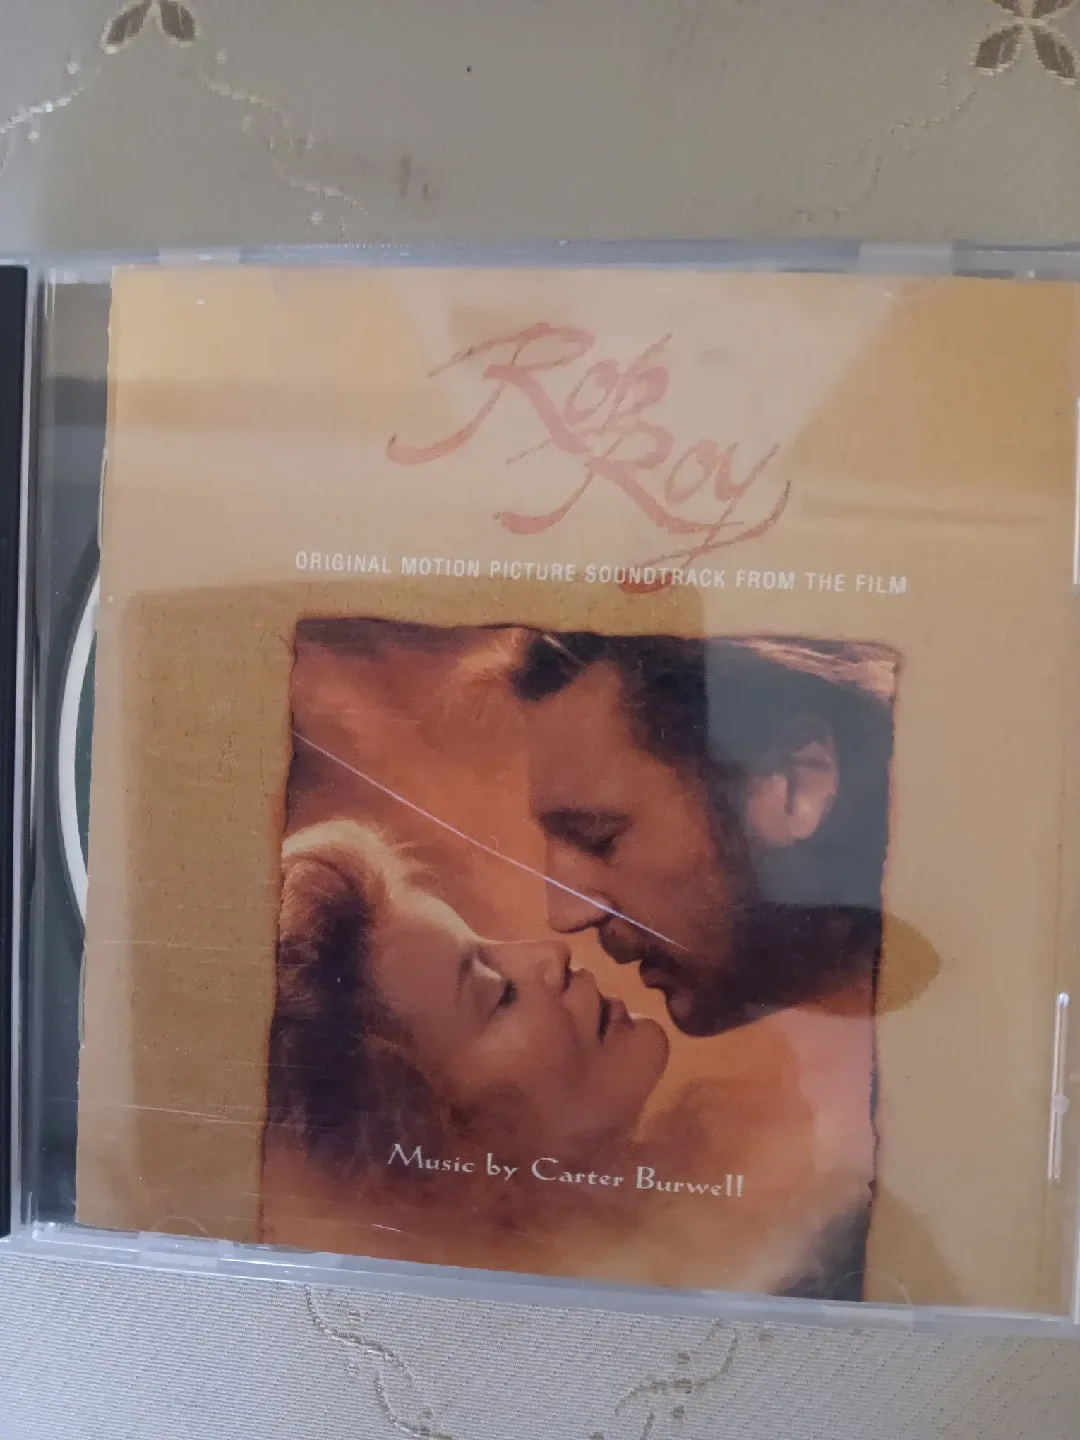 Rob
Roy
ORIGINAL MOTION PICTURE SOUNDTRACK FROM THE FILM
Music by Carter Burwell